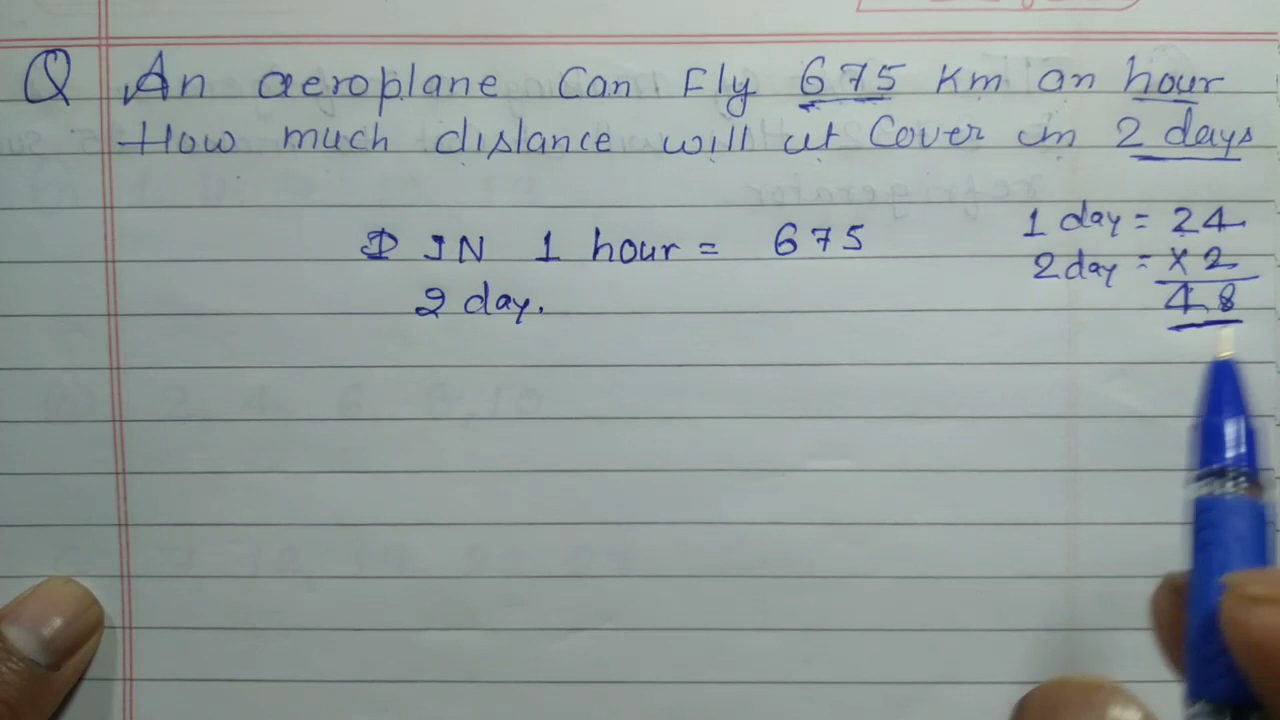 Q An aeroplane Can Fly 675 Km an hour
How much distance will it Cover in 2 days
D IN 1 hour = 675
2 day.
1 day = 24
2 day = x 2
48